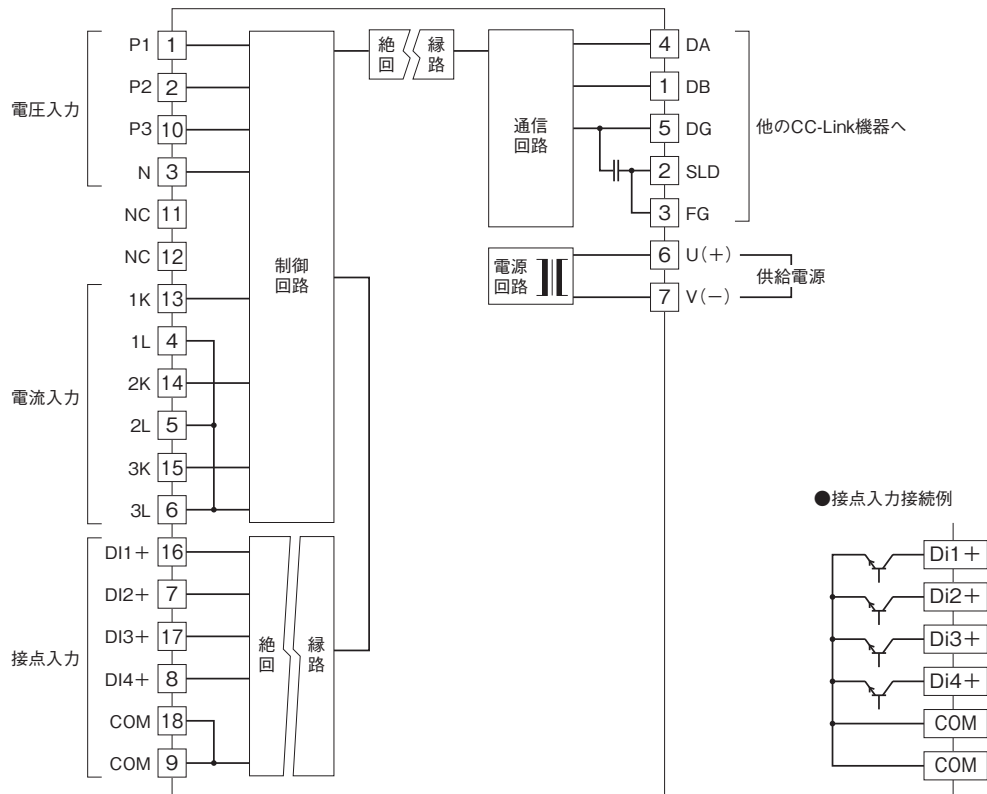 電圧入力
P1 1
P2 2
P3 10
N 3
NC 11
NC 12
電流入力
1K 13
1L 4
2K 14
2L 5
3K 15
3L 6
接点入力
DI1+ 16
DI2+ 7
DI3+ 17
DI4+ 8
COM 18
COM 9
制御
回路
絶 縁
回 路
絶 縁
回 路
通信
回路
電源
回路
4 DA
1 DB
5 DG
2 SLD
3 FG
他のCC-Link機器へ
6 U(+)
7 V(−)
供給電源
●接点入力接続例
Di1+
Di2+
Di3+
Di4+
COM
COM